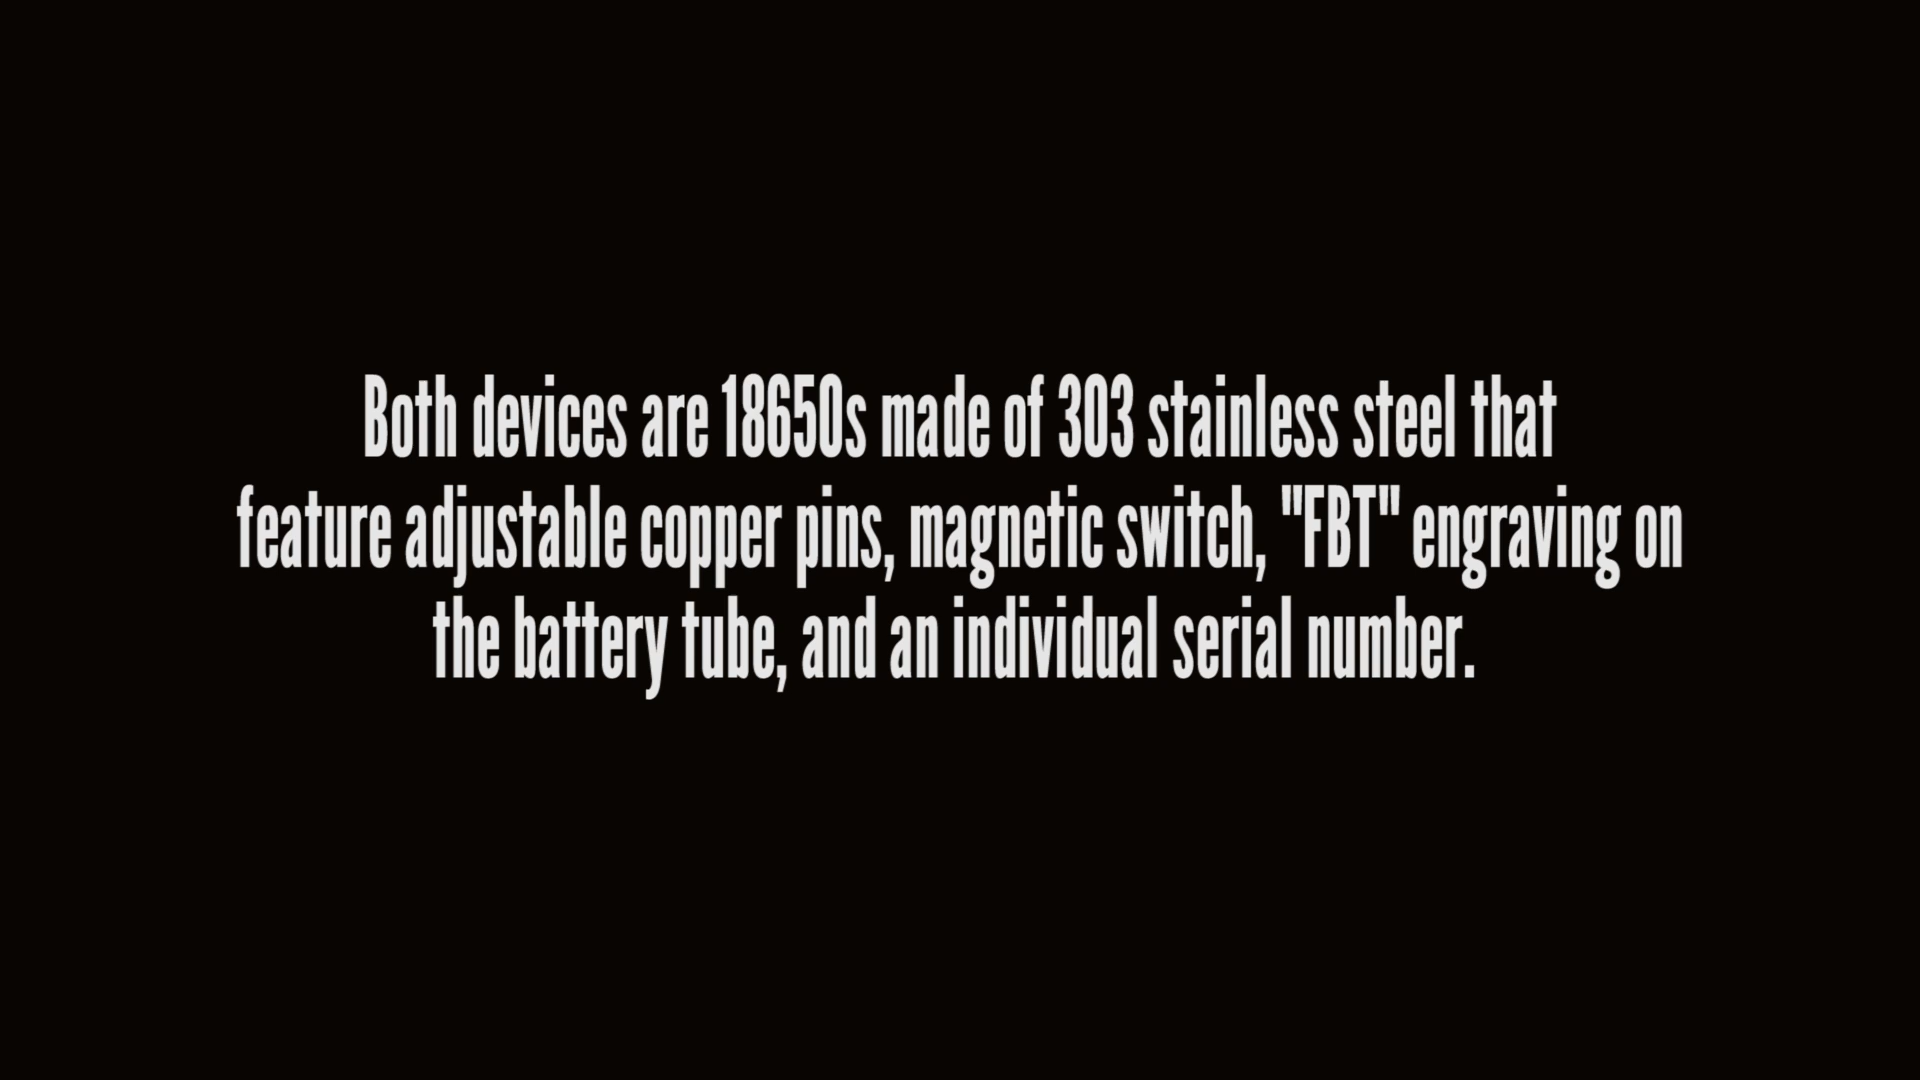 Both devices are 18650s made of 303 stainless steel that
feature adjustable copper pins, magnetic switch, "FBT" engraving on
the battery tube, and an individual serial number.